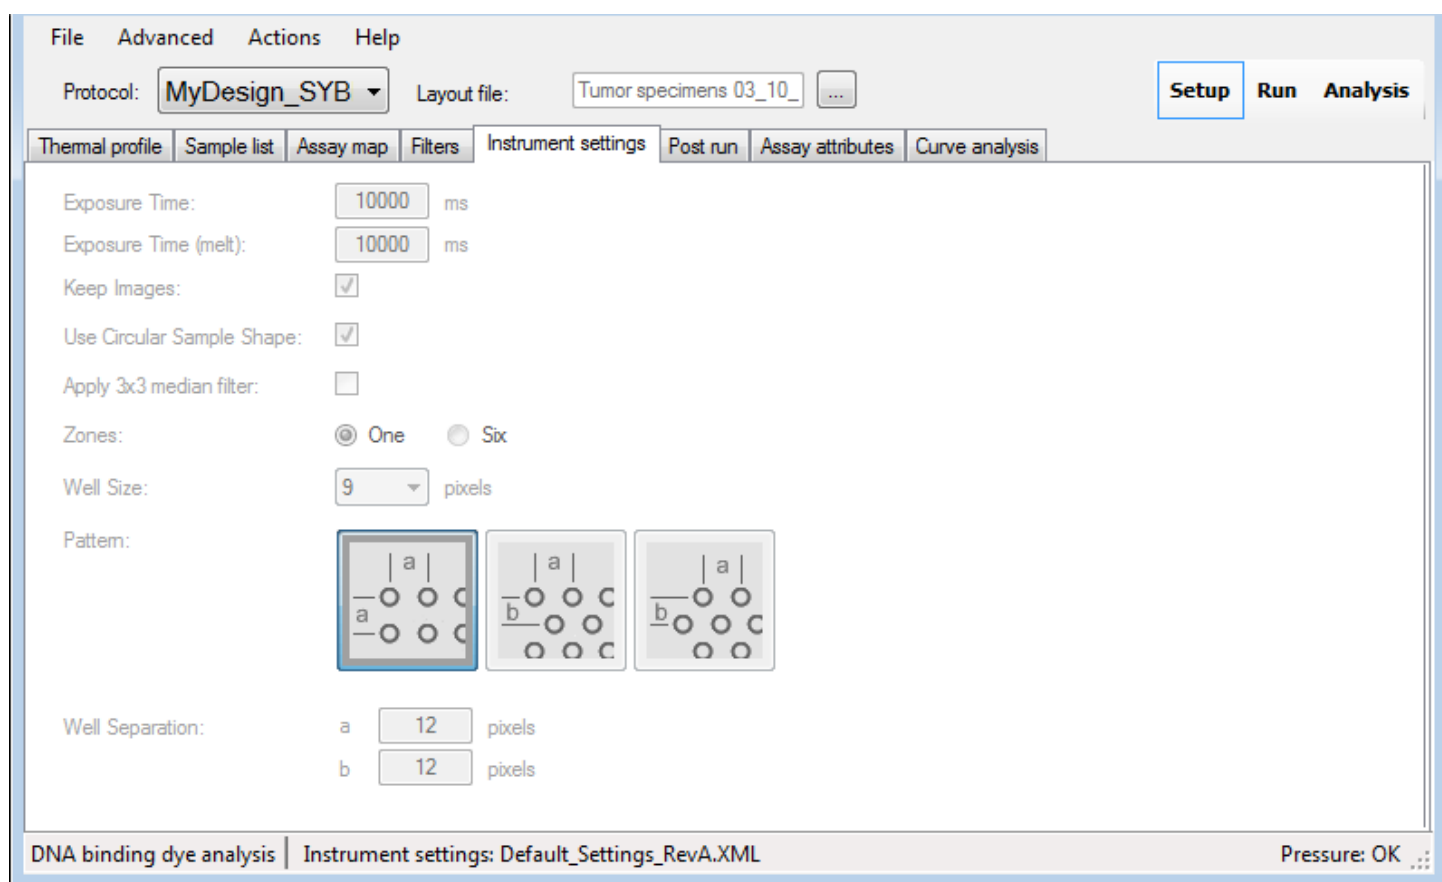 File Advanced Actions Help
Protocol: MyDesign_SYB Layout file: Tumor specimens 03_10_ ... Setup Run Analysis
Thermal profile Sample list Assay map Filters Instrument settings Post run Assay attributes Curve analysis
Exposure Time: 10000 ms
Exposure Time (melt): 10000 ms
Keep Images:
Use Circular Sample Shape:
Apply 3x3 median filter:
Zones: One Six
Well Size: 9 pixels
Pattern:
a a a
a b b
Well Separation: a 12 pixels
b 12 pixels
DNA binding dye analysis Instrument settings: Default_Settings_RevA.XML Pressure: OK